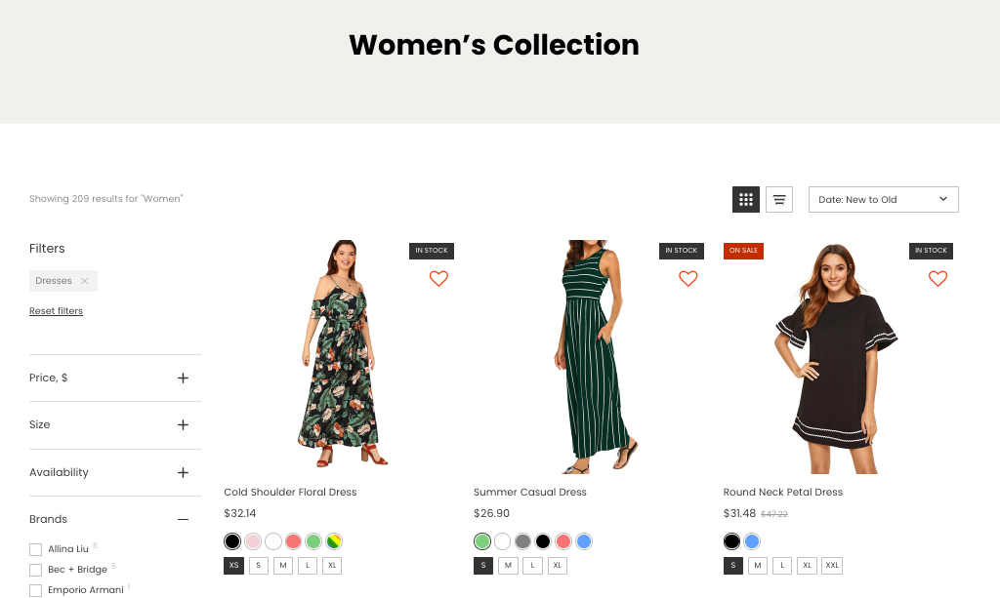 Women’s Collection
Showing 209 results for "Women"
Date: New to Old
Filters
Dresses
Reset filters
Price, $
Size
Availability
Brands
Allina Liu 6
Bec + Bridge 5
Emporio Armani 1
IN STOCK
Cold Shoulder Floral Dress
$32.14
XS S M L XL
IN STOCK
Summer Casual Dress
$26.90
S M L XL
ON SALE IN STOCK
Round Neck Petal Dress
$31.48 $47.22
S M L XL XXL